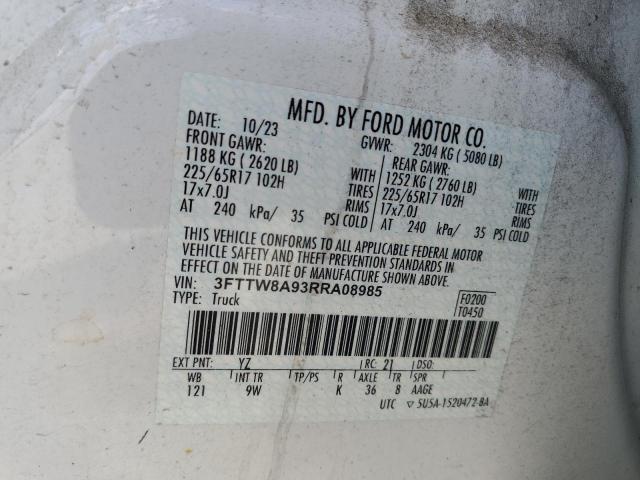 MFD. BY FORD MOTOR CO.
DATE: 10/23 GVWR: 2304 KG ( 5080 LB)
FRONT GAWR: REAR GAWR:
1188 KG ( 2620 LB) WITH 1252 KG ( 2760 LB) WITH
225/65R17 102H TIRES 225/65R17 102H TIRES
17x7.0J RIMS 17x7.0J RIMS
AT 240 kPa/ 35 PSI COLD AT 240 kPa/ 35 PSI COLD
THIS VEHICLE CONFORMS TO ALL APPLICABLE FEDERAL MOTOR
VEHICLE SAFETY AND THEFT PREVENTION STANDARDS IN
EFFECT ON THE DATE OF MANUFACTURE SHOWN ABOVE.
VIN: 3FTTW8A93RRA08985 F0200
TYPE: Truck T0450
EXT PNT: YZ RC: 21 DSO:
WB INT TR TP/PS R AXLE TR SPR
121 9W K 36 8 AAGE
UTC ▽ 5U5A-1520472-BA